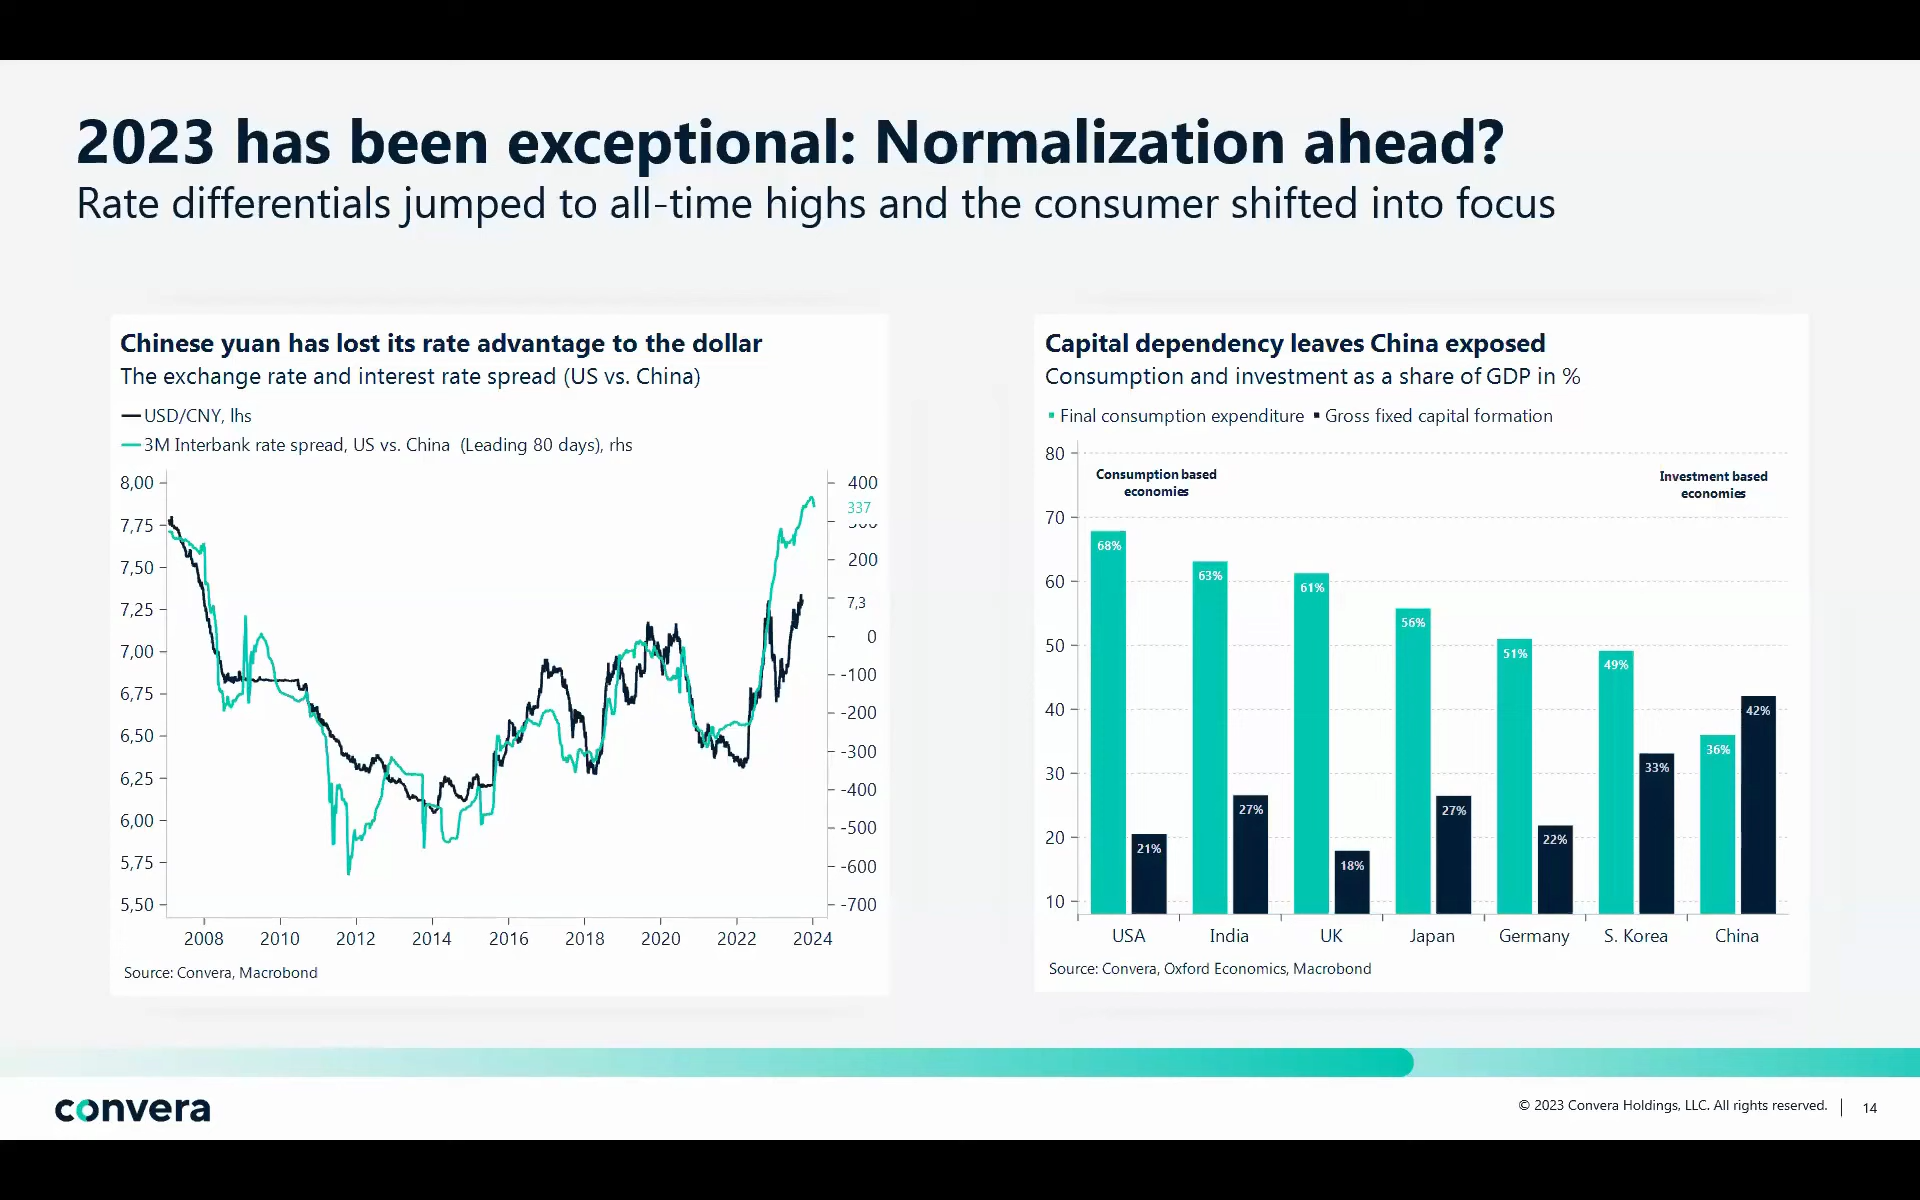 2023 has been exceptional: Normalization ahead?
Rate differentials jumped to all-time highs and the consumer shifted into focus
Chinese yuan has lost its rate advantage to the dollar
The exchange rate and interest rate spread (US vs. China)
USD/CNY, lhs
3M Interbank rate spread, US vs. China (Leading 80 days), rhs
8,00
7,75
7,50
7,25
7,00
6,75
6,50
6,25
6,00
5,75
5,50
400
337
200
7,3
0
-100
-200
-300
-400
-500
-600
-700
2008 2010 2012 2014 2016 2018 2020 2022 2024
Source: Convera, Macrobond
Capital dependency leaves China exposed
Consumption and investment as a share of GDP in %
Final consumption expenditure Gross fixed capital formation
80
70
60
50
40
30
20
10
Consumption based
economies
Investment based
economies
68%
21%
63%
27%
61%
18%
56%
27%
51%
22%
49%
33%
36%
42%
USA India UK Japan Germany S. Korea China
Source: Convera, Oxford Economics, Macrobond
convera
© 2023 Convera Holdings, LLC. All rights reserved. | 14